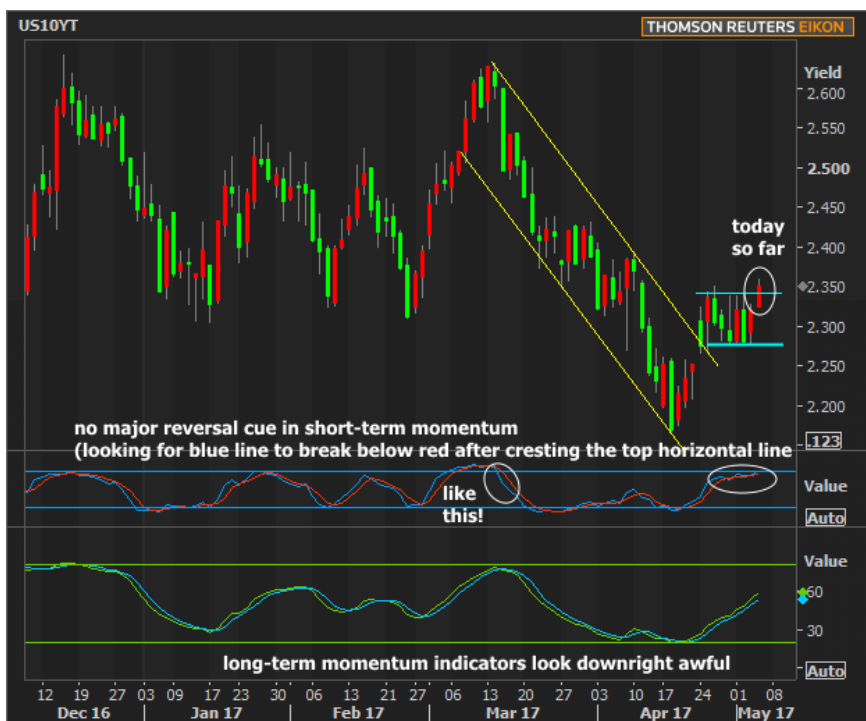 US10YT
THOMSON REUTERS EIKON
Yield
2.600
2.550
2.500
2.450
2.400
today
so far
2.350
2.300
2.250
2.200
.123
no major reversal cue in short-term momentum
(looking for blue line to break below red after cresting the top horizontal line
like
this!
Value
Auto
Value
60
30
long-term momentum indicators look downright awful
Auto
12 19 27 03 09 17 23 30 06 13 21 27 06 13 20 27 03 10 17 24 01 08
Dec 16 Jan 17 Feb 17 Mar 17 Apr 17 May 17